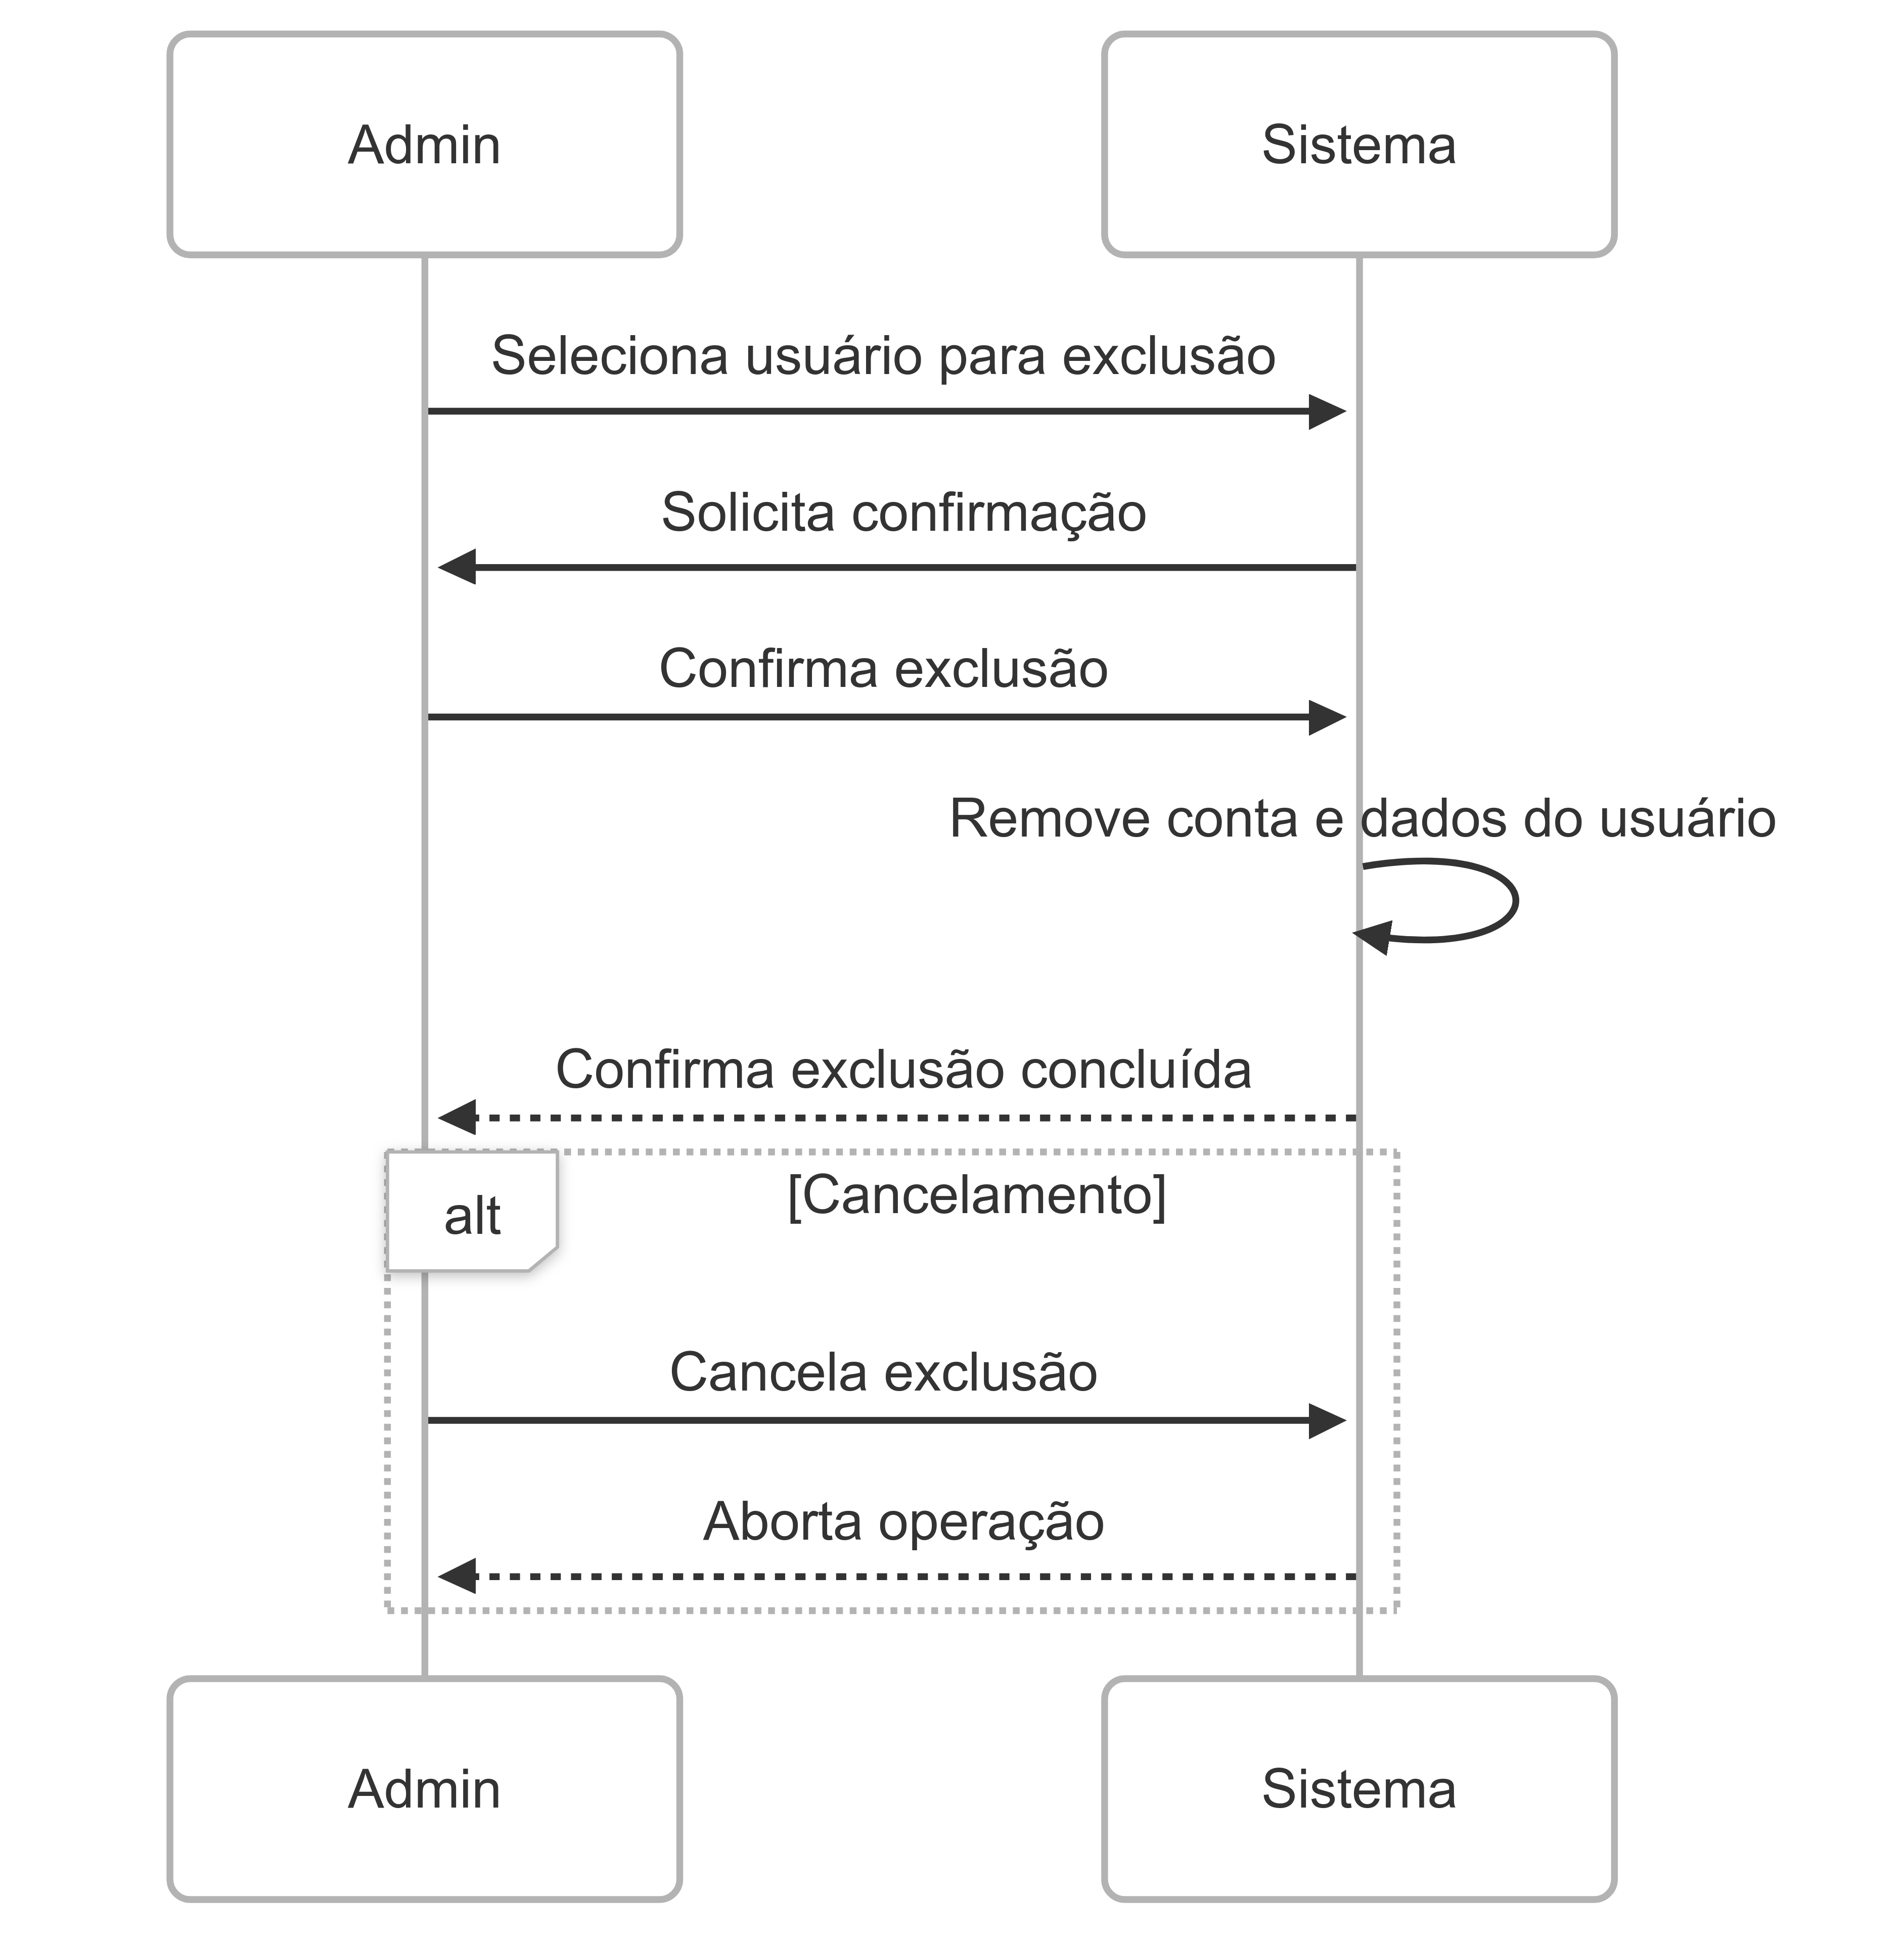 Admin
Sistema
Seleciona usuário para exclusão
Solicita confirmação
Confirma exclusão
Remove conta e dados do usuário
Confirma exclusão concluída
alt
[Cancelamento]
Cancela exclusão
Aborta operação
Admin
Sistema